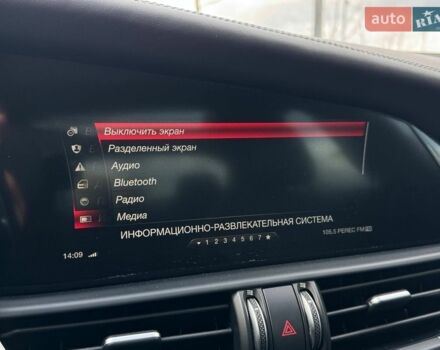 auto RIA
Выключить экран
Разделенный экран
Аудио
Bluetooth
Радио
Медиа
ИНФОРМАЦИОННО-РАЗВЛЕКАТЕЛЬНАЯ СИСТЕМА
1 2 3 4 5 6 7
14:09
105.5 PEREC FM